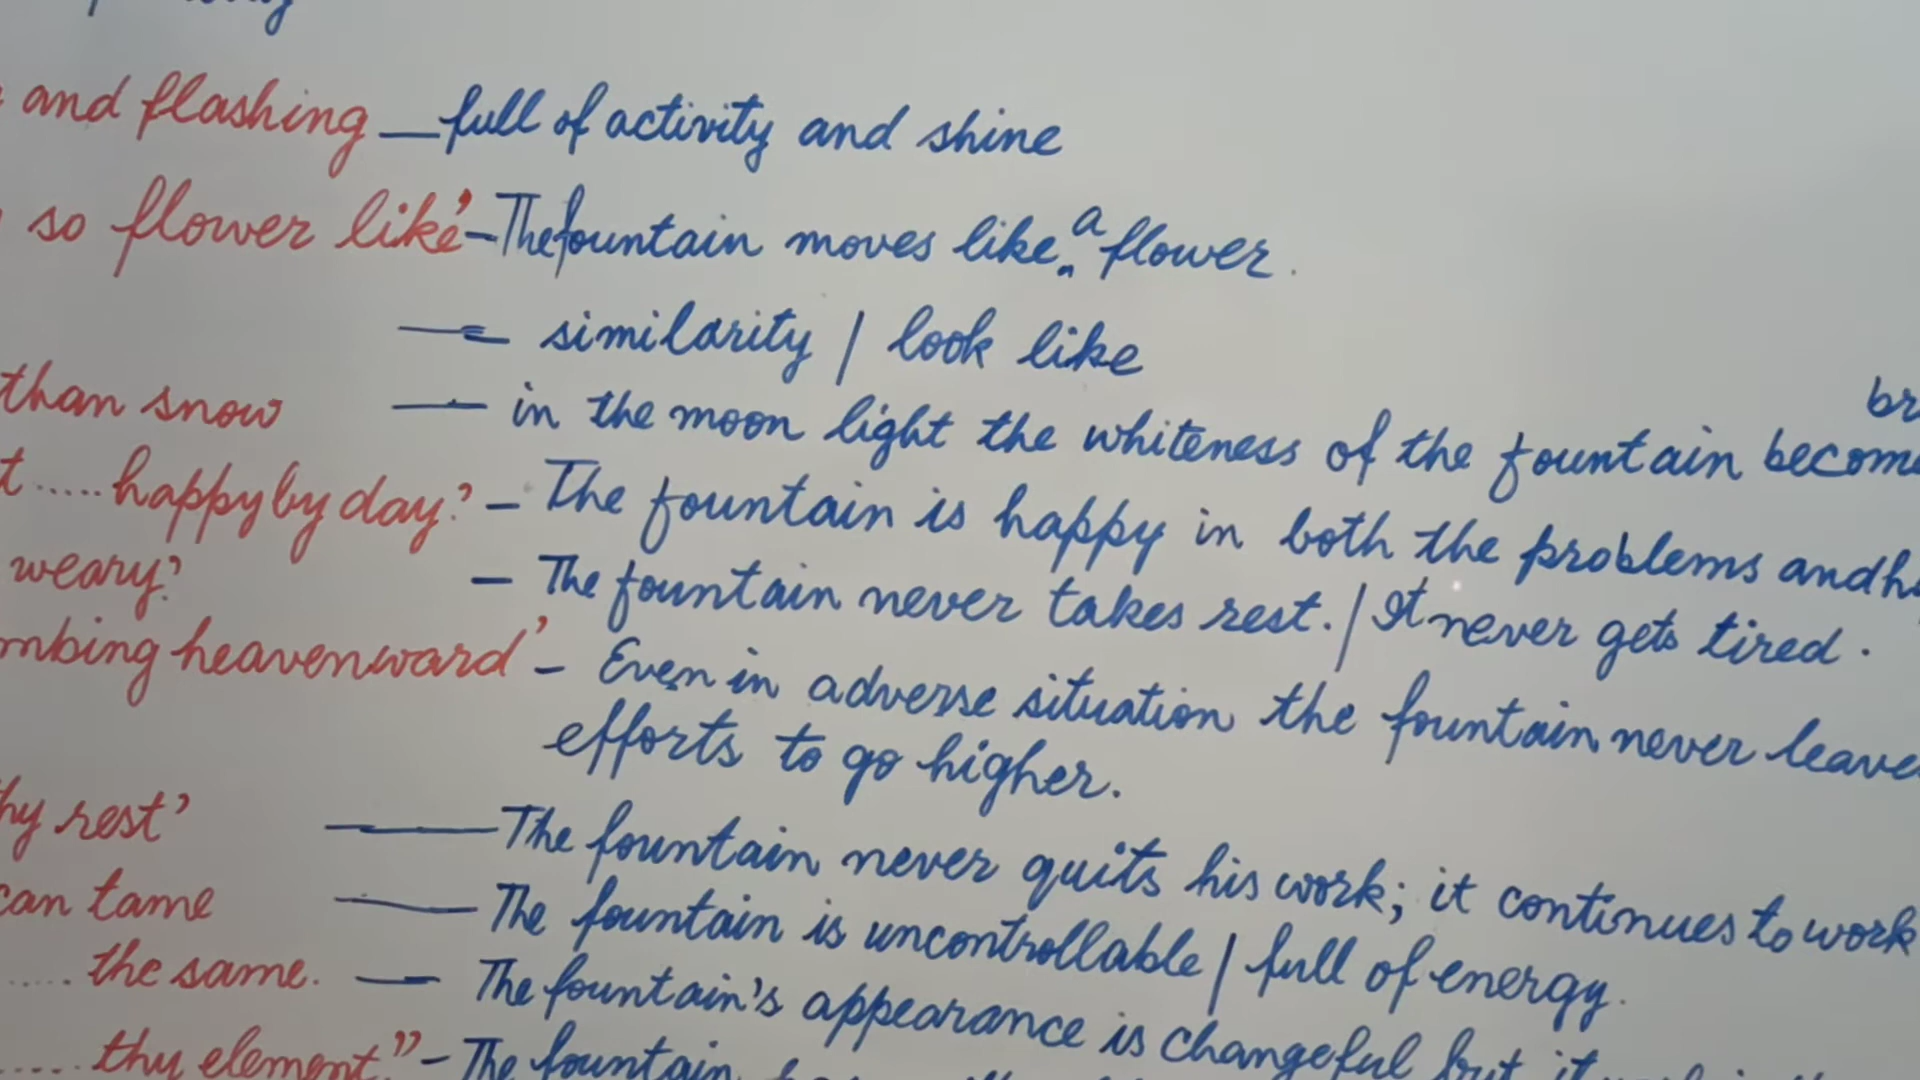 and flashing — full of activity and shine
so flower like' - The fountain moves like a flower.
— similarity / look like
than snow — in the moon light the whiteness of the fountain
..... happy by day?' - The fountain is happy in both the problems and
weary?' - The fountain never takes rest. / It never gets tired.
heavenward' - Even in adverse situation the fountain never
efforts to go higher.
rest' — The fountain never quits his work; it continues to work
can tame — The fountain is uncontrollable / full of energy.
..... the same. — The fountain's appearance is changeful but it
..... thy element." - The fountain